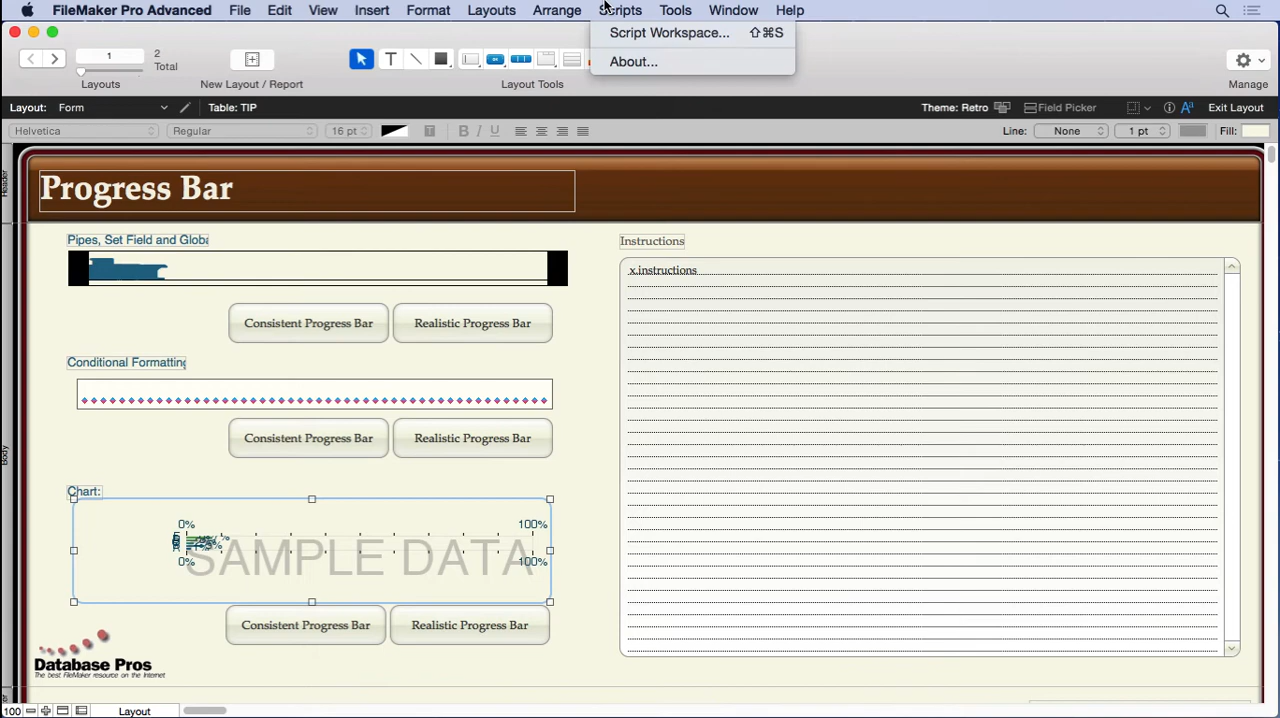 FileMaker Pro Advanced File Edit View Insert Format Layouts Arrange Scripts Tools Window Help
Script Workspace... ⇧⌘S
About...
1
2
Total
Layouts
New Layout / Report
Layout Tools
Manage
Layout: Form Table: TIP Theme: Retro Field Picker Exit Layout
Helvetica Regular 16 pt B I U Line: None 1 pt Fill:
Header
Progress Bar
Pipes, Set Field and Globa
Consistent Progress Bar Realistic Progress Bar
Conditional Formatting
Consistent Progress Bar Realistic Progress Bar
Chart:
0% 100%
SAMPLE DATA
0% 100%
Consistent Progress Bar Realistic Progress Bar
Instructions
x.instructions
Body
Database Pros
The best FileMaker resource on the Internet
100 Layout